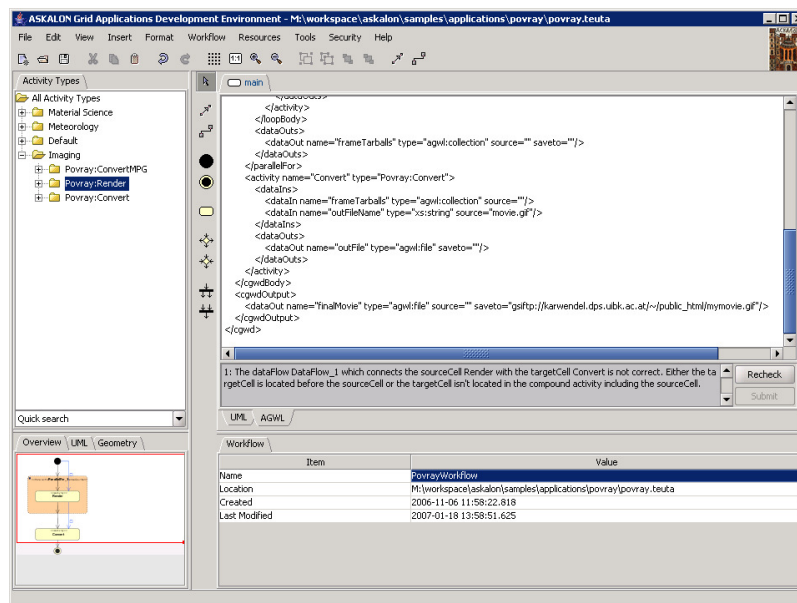 ASKALON Grid Applications Development Environment - M:\workspace\askalon\samples\applications\povray\povray.teuta
File Edit View Insert Format Workflow Resources Tools Security Help
Activity Types
All Activity Types
Material Science
Meteorology
Default
Imaging
Povray:ConvertMPG
Povray:Render
Povray:Convert
Quick search
main
</activity>
</loopBody>
<dataOuts>
<dataOut name="frameTarballs" type="agwl:collection" source="" saveto=""/>
</dataOuts>
</parallelFor>
<activity name="Convert" type="Povray:Convert">
<dataIns>
<dataIn name="frameTarballs" type="agwl:collection" source=""/>
<dataIn name="outFileName" type="xs:string" source="movie.gif"/>
</dataIns>
<dataOuts>
<dataOut name="outFile" type="agwl:file" saveto=""/>
</dataOuts>
</activity>
</cgwdBody>
<cgwdOutput>
<dataOut name="finalMovie" type="agwl:file" source="" saveto="gsiftp://karwendel.dps.uibk.ac.at/~/public_html/mymovie.gif"/>
</cgwdOutput>
</cgwd>
1: The dataFlow DataFlow_1 which connects the sourceCell Render with the targetCell Convert is not correct. Either the ta
rgetCell is located before the sourceCell or the targetCell isn't located in the compound activity including the sourceCell.
Recheck
Submit
UML AGWL
Overview UML Geometry
Render
Convert
Workflow
Item Value
Name PovrayWorkflow
Location M:\workspace\askalon\samples\applications\povray\povray.teuta
Created 2006-11-06 11:58:22.818
Last Modified 2007-01-18 13:58:51.625